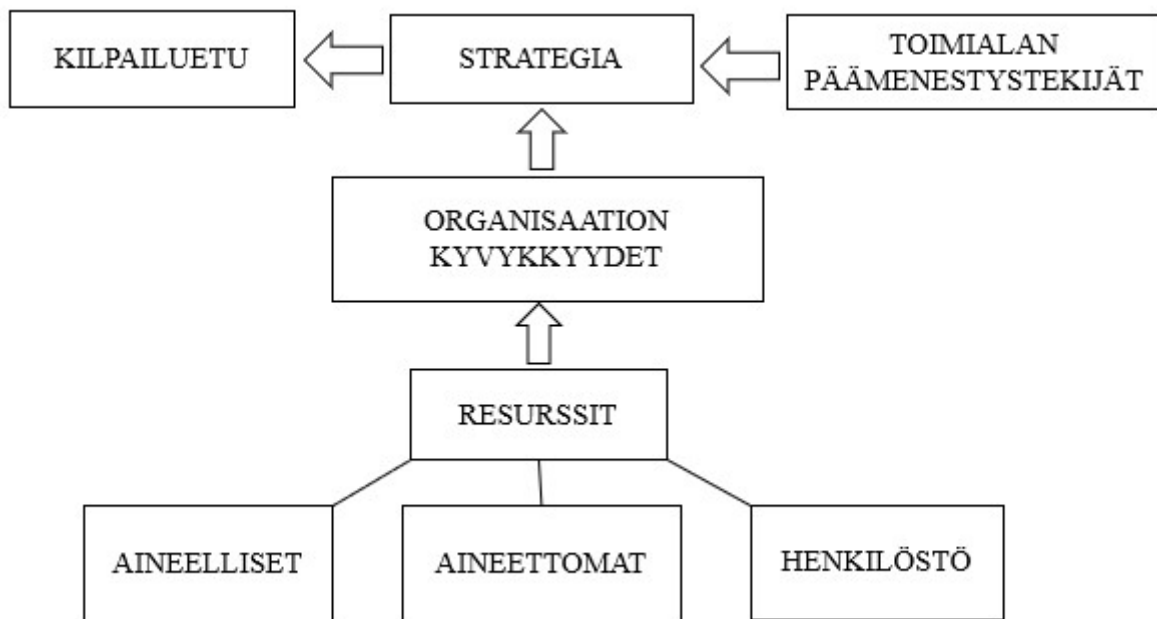 KILPAILUETU
STRATEGIA
TOIMIALAN
PÄÄMENESTYSTEKIJÄT
ORGANISAATION
KYVYKKYYDET
RESURSSIT
AINEELLISET
AINEETTOMAT
HENKILÖSTÖ